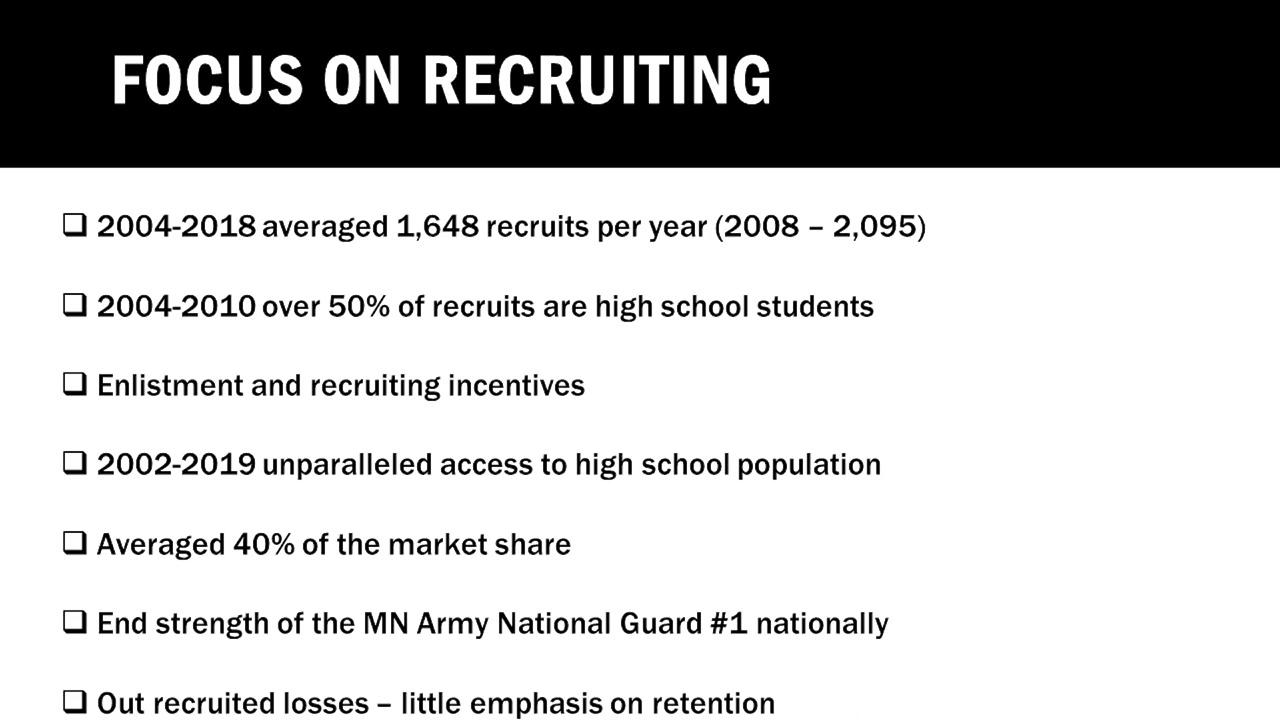 FOCUS ON RECRUITING
❑ 2004-2018 averaged 1,648 recruits per year (2008 – 2,095)
❑ 2004-2010 over 50% of recruits are high school students
❑ Enlistment and recruiting incentives
❑ 2002-2019 unparalleled access to high school population
❑ Averaged 40% of the market share
❑ End strength of the MN Army National Guard #1 nationally
❑ Out recruited losses – little emphasis on retention